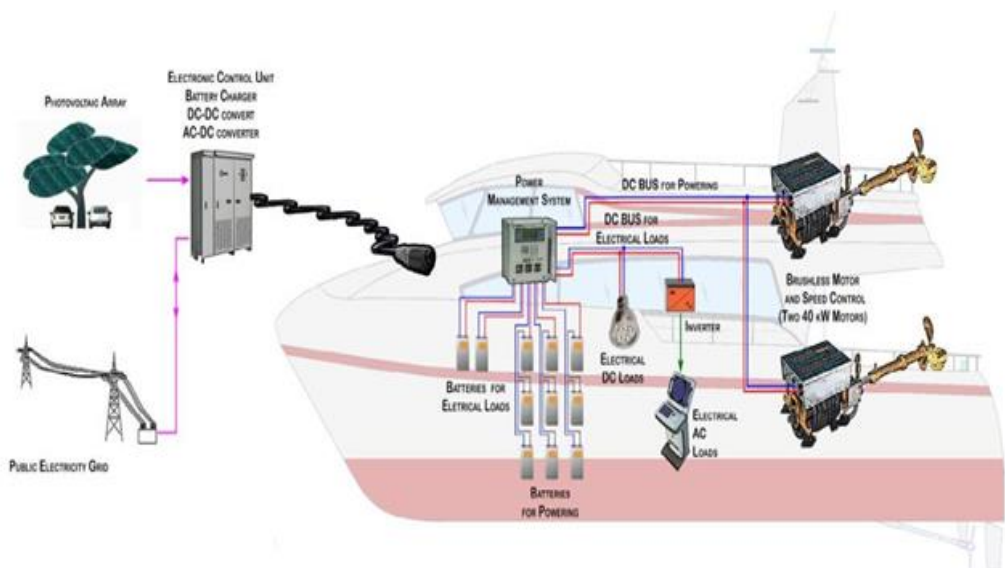 Photovoltaic Array
Electronic Control Unit
Battery Charger
DC-DC convert
AC-DC converter
Public Electricity Grid
Power
Management System
DC BUS for Powering
DC BUS for
Electrical Loads
Inverter
Electrical
DC Loads
Electrical
AC
Loads
Batteries for
Eletrical Loads
Batteries
for Powering
Brushless Motor
and Speed Control
(Two 40 kW Motors)